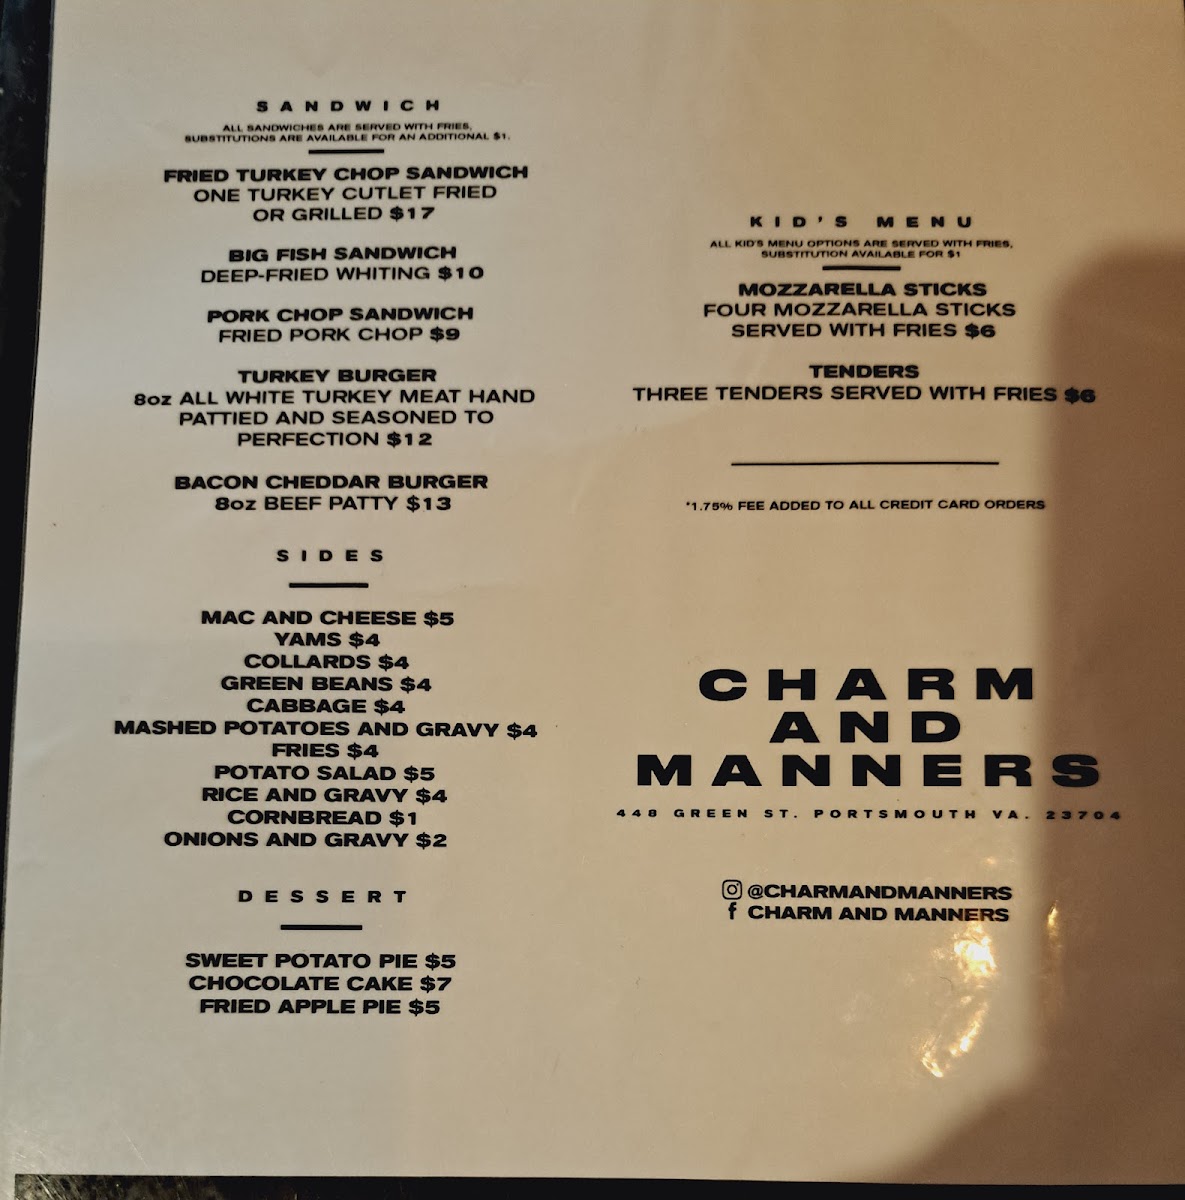 SANDWICH
ALL SANDWICHES ARE SERVED WITH FRIES,
SUBSTITUTIONS ARE AVAILABLE FOR AN ADDITIONAL $1.
FRIED TURKEY CHOP SANDWICH
ONE TURKEY CUTLET FRIED
OR GRILLED $17
BIG FISH SANDWICH
DEEP-FRIED WHITING $10
PORK CHOP SANDWICH
FRIED PORK CHOP $9
TURKEY BURGER
8oz ALL WHITE TURKEY MEAT HAND
PATTIED AND SEASONED TO
PERFECTION $12
BACON CHEDDAR BURGER
8oz BEEF PATTY $13
SIDES
MAC AND CHEESE $5
YAMS $4
COLLARDS $4
GREEN BEANS $4
CABBAGE $4
MASHED POTATOES AND GRAVY $4
FRIES $4
POTATO SALAD $5
RICE AND GRAVY $4
CORNBREAD $1
ONIONS AND GRAVY $2
DESSERT
SWEET POTATO PIE $5
CHOCOLATE CAKE $7
FRIED APPLE PIE $5
KID'S MENU
ALL KID'S MENU OPTIONS ARE SERVED WITH FRIES,
SUBSTITUTION AVAILABLE FOR $1
MOZZARELLA STICKS
FOUR MOZZARELLA STICKS
SERVED WITH FRIES $6
TENDERS
THREE TENDERS SERVED WITH FRIES $6
*1.75% FEE ADDED TO ALL CREDIT CARD ORDERS
CHARM
AND
MANNERS
448 GREEN ST. PORTSMOUTH VA. 23704
@CHARMANDMANNERS
f CHARM AND MANNERS